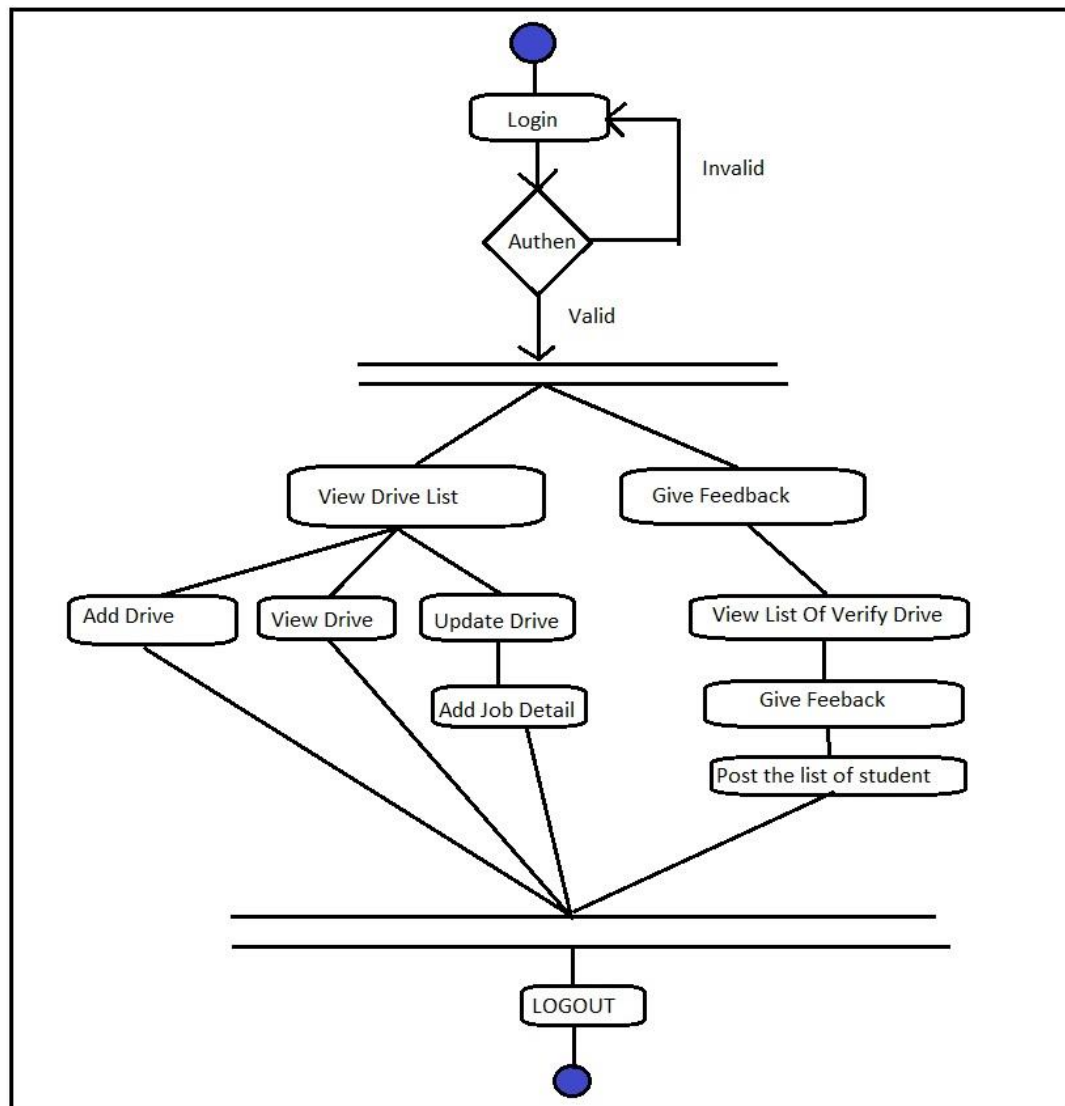 Login
Invalid
Authen
Valid
View Drive List
Give Feedback
Add Drive
View Drive
Update Drive
View List Of Verify Drive
Add Job Detail
Give Feeback
Post the list of student
LOGOUT